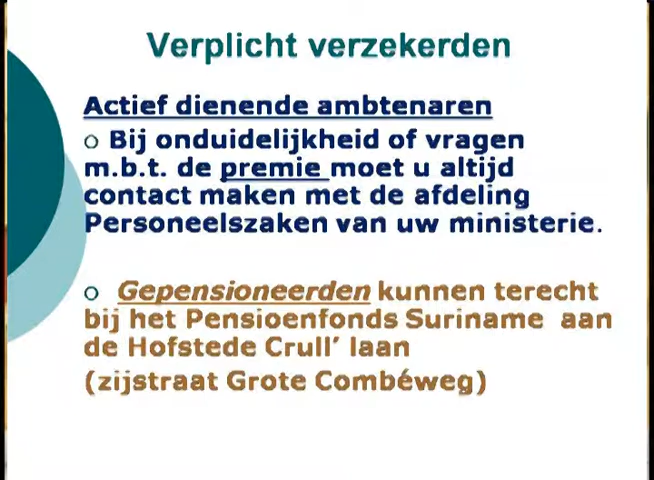 Verplicht verzekerden
Actief dienende ambtenaren
o Bij onduidelijkheid of vragen
m.b.t. de premie moet u altijd
contact maken met de afdeling
Personeelszaken van uw ministerie.
o Gepensioneerden kunnen terecht
bij het Pensioenfonds Suriname aan
de Hofstede Crull’ laan
(zijstraat Grote Combéweg)